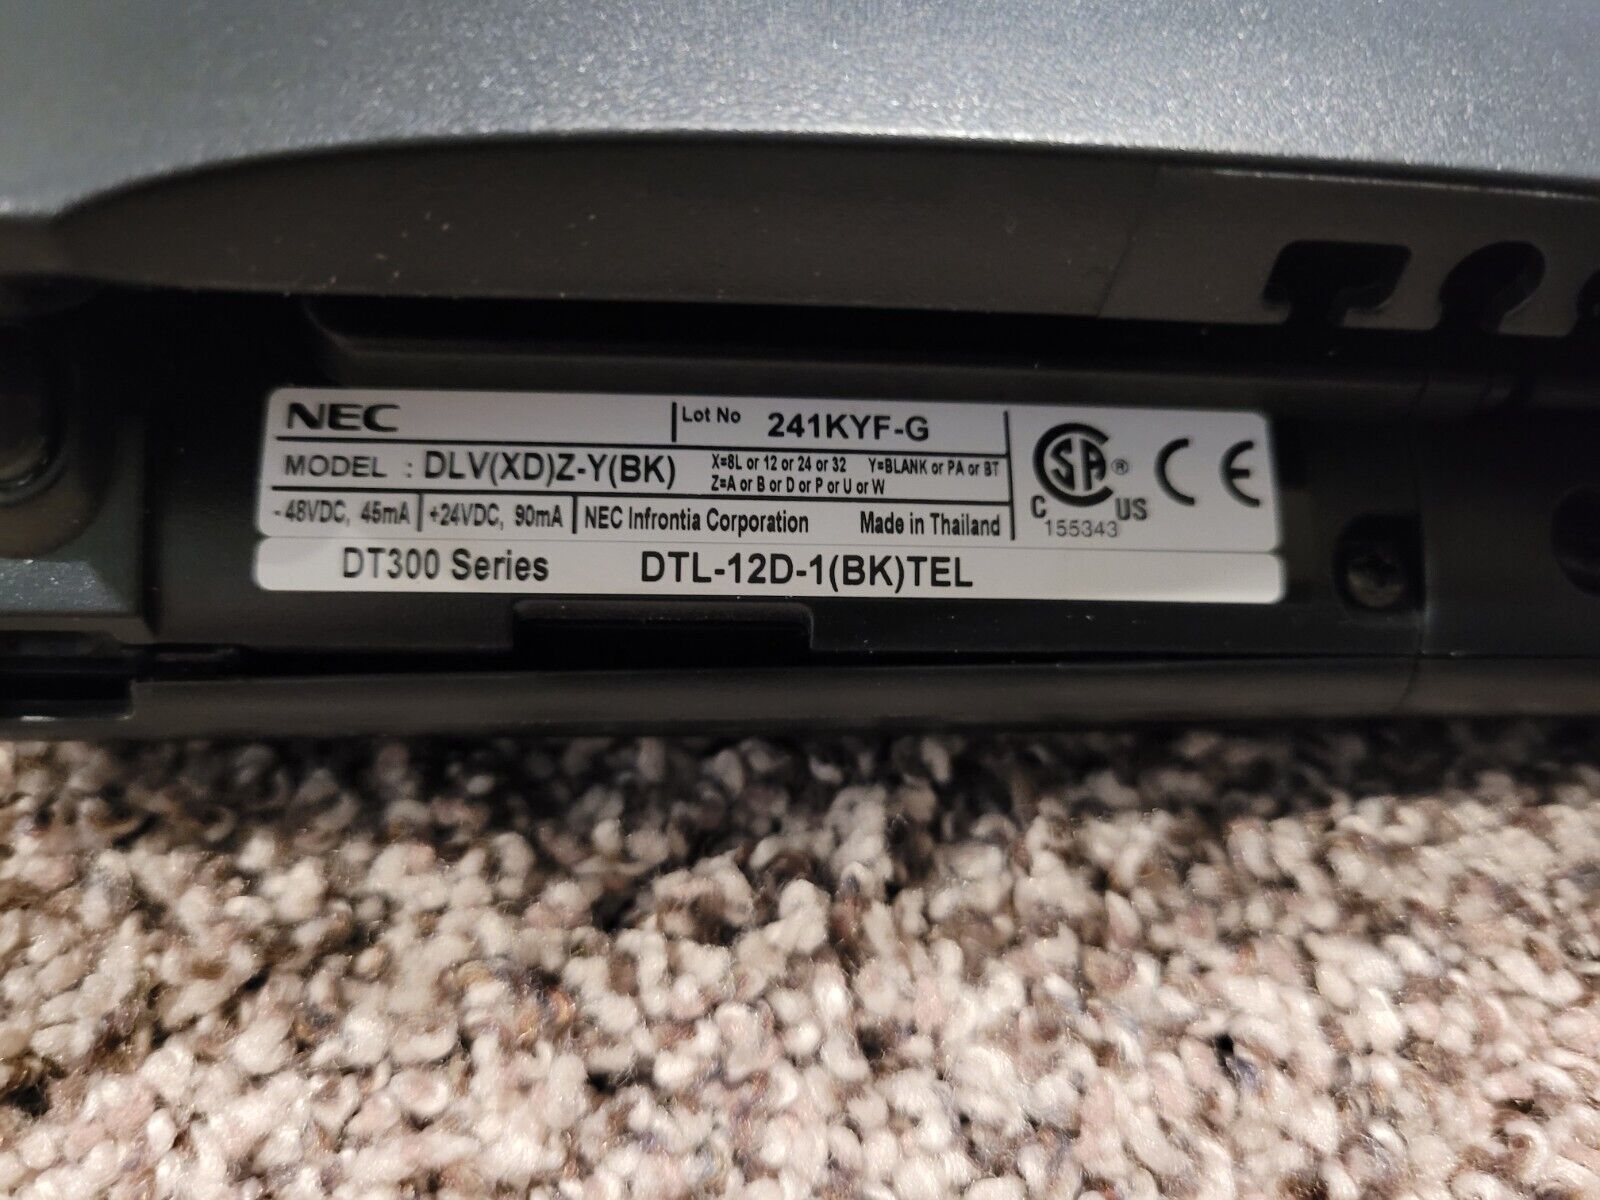 NEC
Lot No 241KYF-G
MODEL : DLV(XD)Z-Y(BK)
X=8L or 12 or 24 or 32 Y=BLANK or PA or BT
Z=A or B or D or P or U or W
-48VDC, 45mA +24VDC, 90mA NEC Infrontia Corporation Made in Thailand
CSA ® C US
155343
CE
DT300 Series DTL-12D-1(BK)TEL